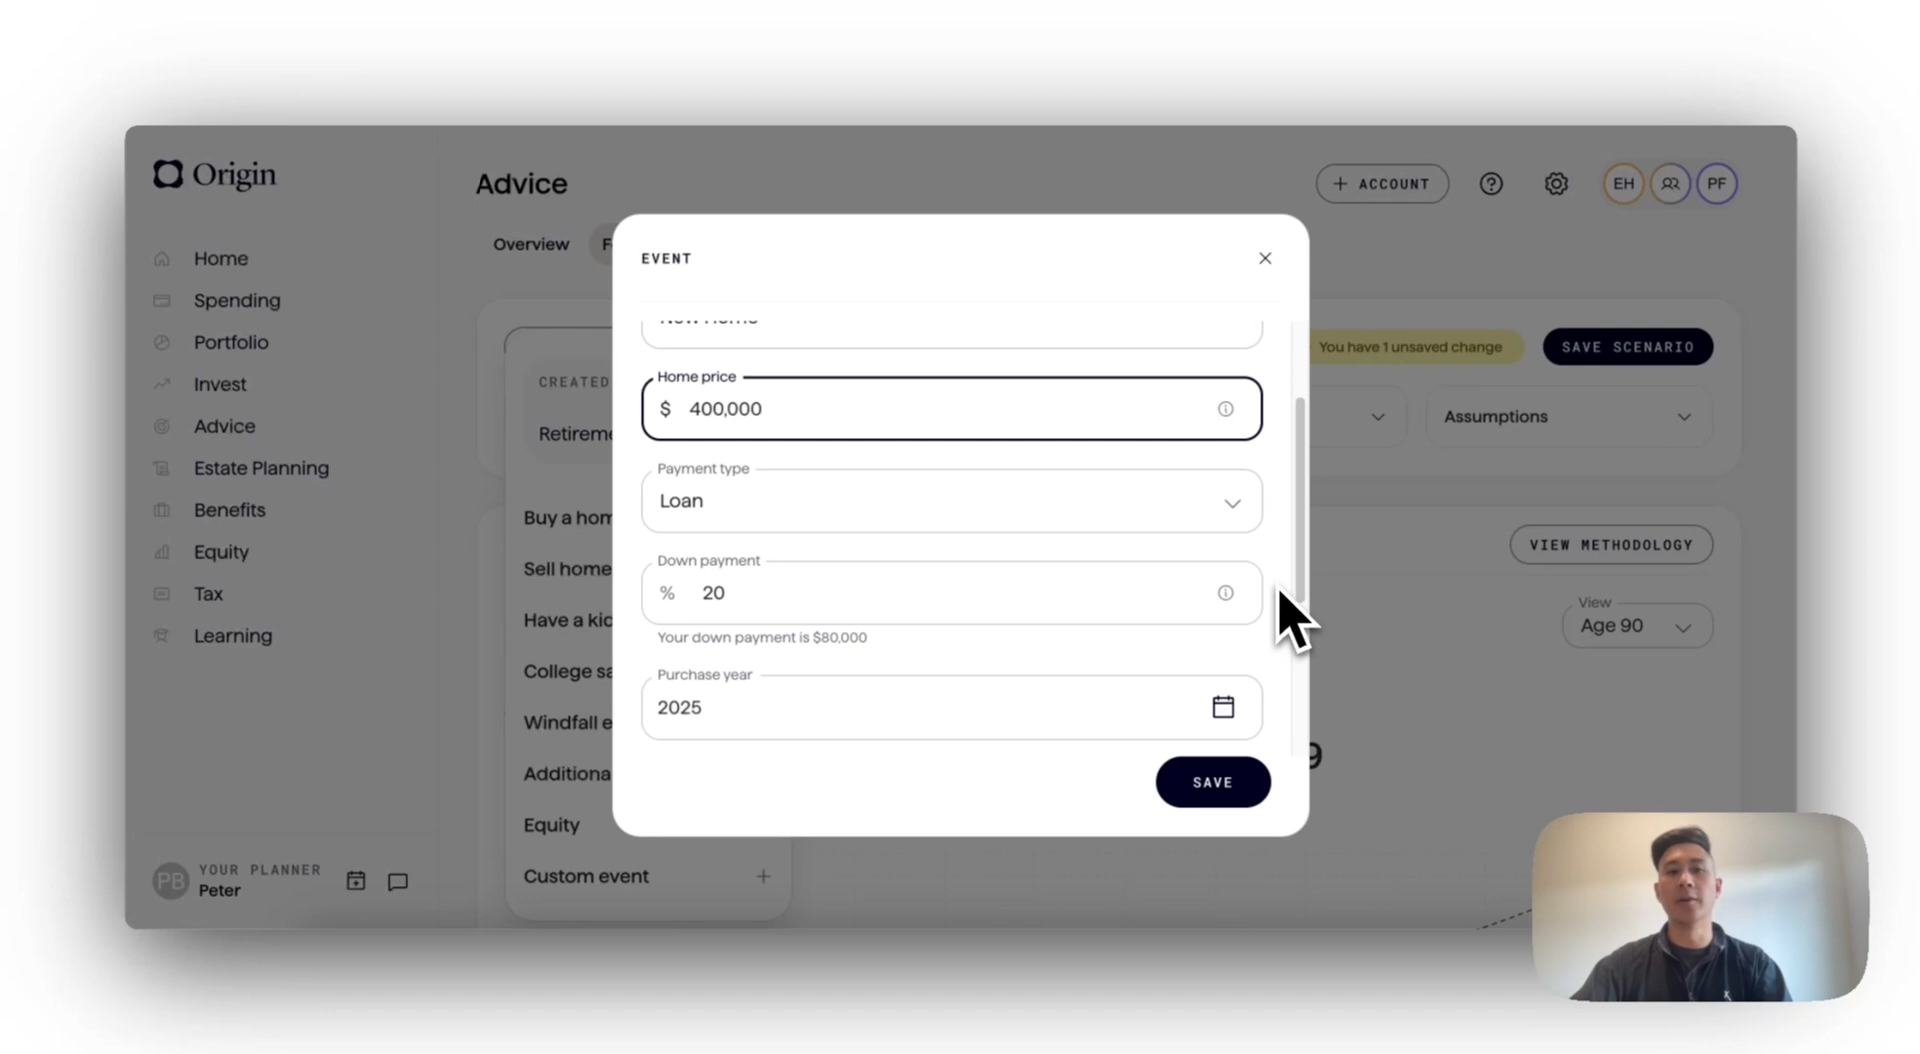 Origin
Home
Spending
Portfolio
Invest
Advice
Estate Planning
Benefits
Equity
Tax
Learning
PB
YOUR PLANNER
Peter
Advice
+ ACCOUNT
EH
PF
Overview
F
You have 1 unsaved change
SAVE SCENARIO
Assumptions
VIEW METHODOLOGY
View
Age 90
9
CREATED
Retireme
Buy a hom
Sell home
Have a kid
College sa
Windfall e
Additiona
Equity
Custom event
EVENT
New Home
Home price
$ 400,000
Payment type
Loan
Down payment
% 20
Your down payment is $80,000
Purchase year
2025
SAVE